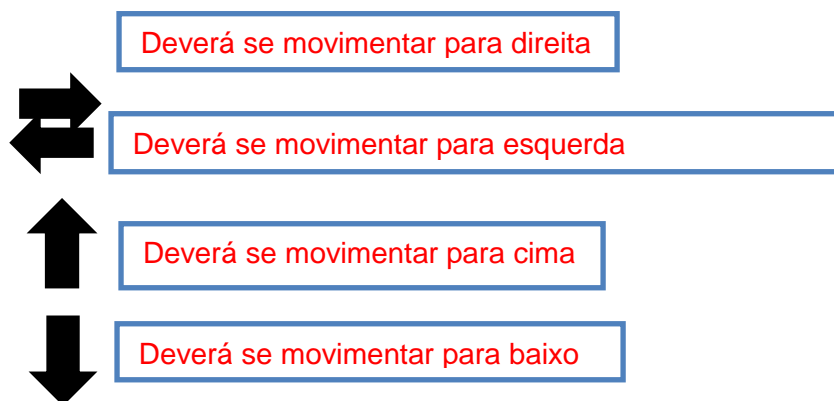 Deverá se movimentar para direita
Deverá se movimentar para esquerda
Deverá se movimentar para cima
Deverá se movimentar para baixo